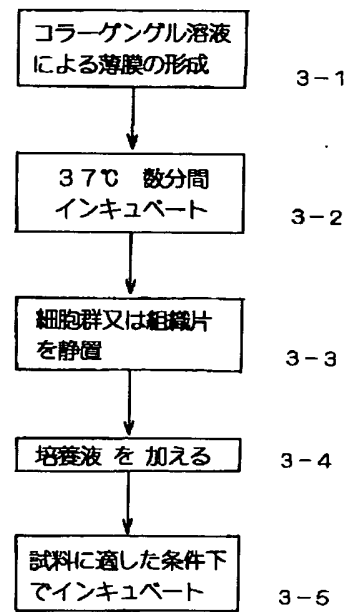 コラーゲンゲル溶液
による薄膜の形成
3-1
37℃ 数分間
インキュベート
3-2
細胞群又は組織片
を静置
3-3
培養液 を 加える
3-4
試料に適した条件下
でインキュベート
3-5